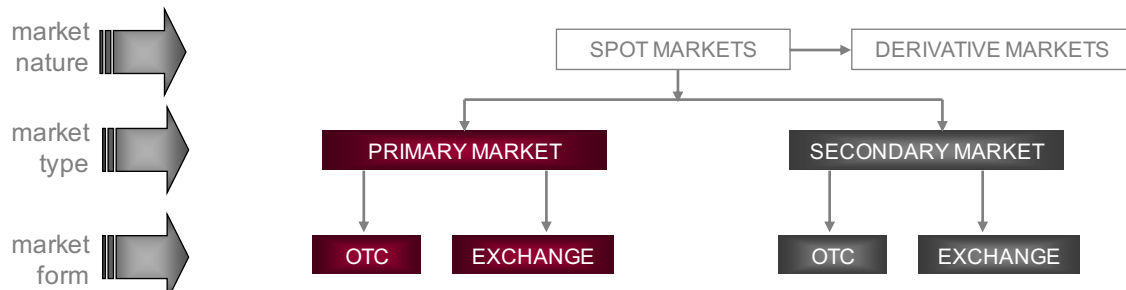 market
nature
SPOT MARKETS
DERIVATIVE MARKETS
market
type
PRIMARY MARKET
SECONDARY MARKET
market
form
OTC
EXCHANGE
OTC
EXCHANGE